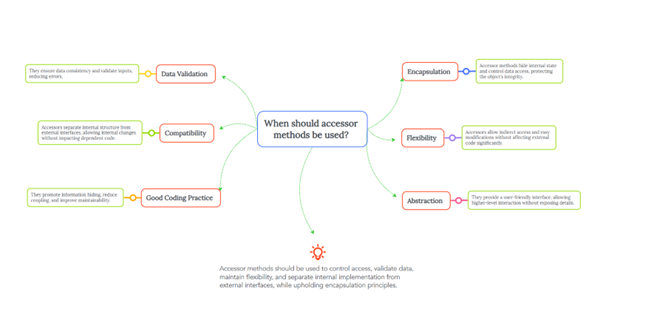 When should accessor
methods be used?
Data Validation
They ensure data consistency and validate inputs,
reducing errors.
Compatibility
Accessors separate internal structure from
external interfaces, allowing internal changes
without impacting dependent code.
Good Coding Practice
They promote information hiding, reduce
coupling, and improve maintainability.
Encapsulation
Accessor methods hide internal state
and control data access, protecting
the object's integrity.
Flexibility
Accessors allow indirect access and easy
modifications without affecting external
code significantly.
Abstraction
They provide a user-friendly interface, allowing
higher-level interaction without exposing details.
Accessor methods should be used to control access, validate data,
maintain flexibility, and separate internal implementation from
external interfaces, while upholding encapsulation principles.